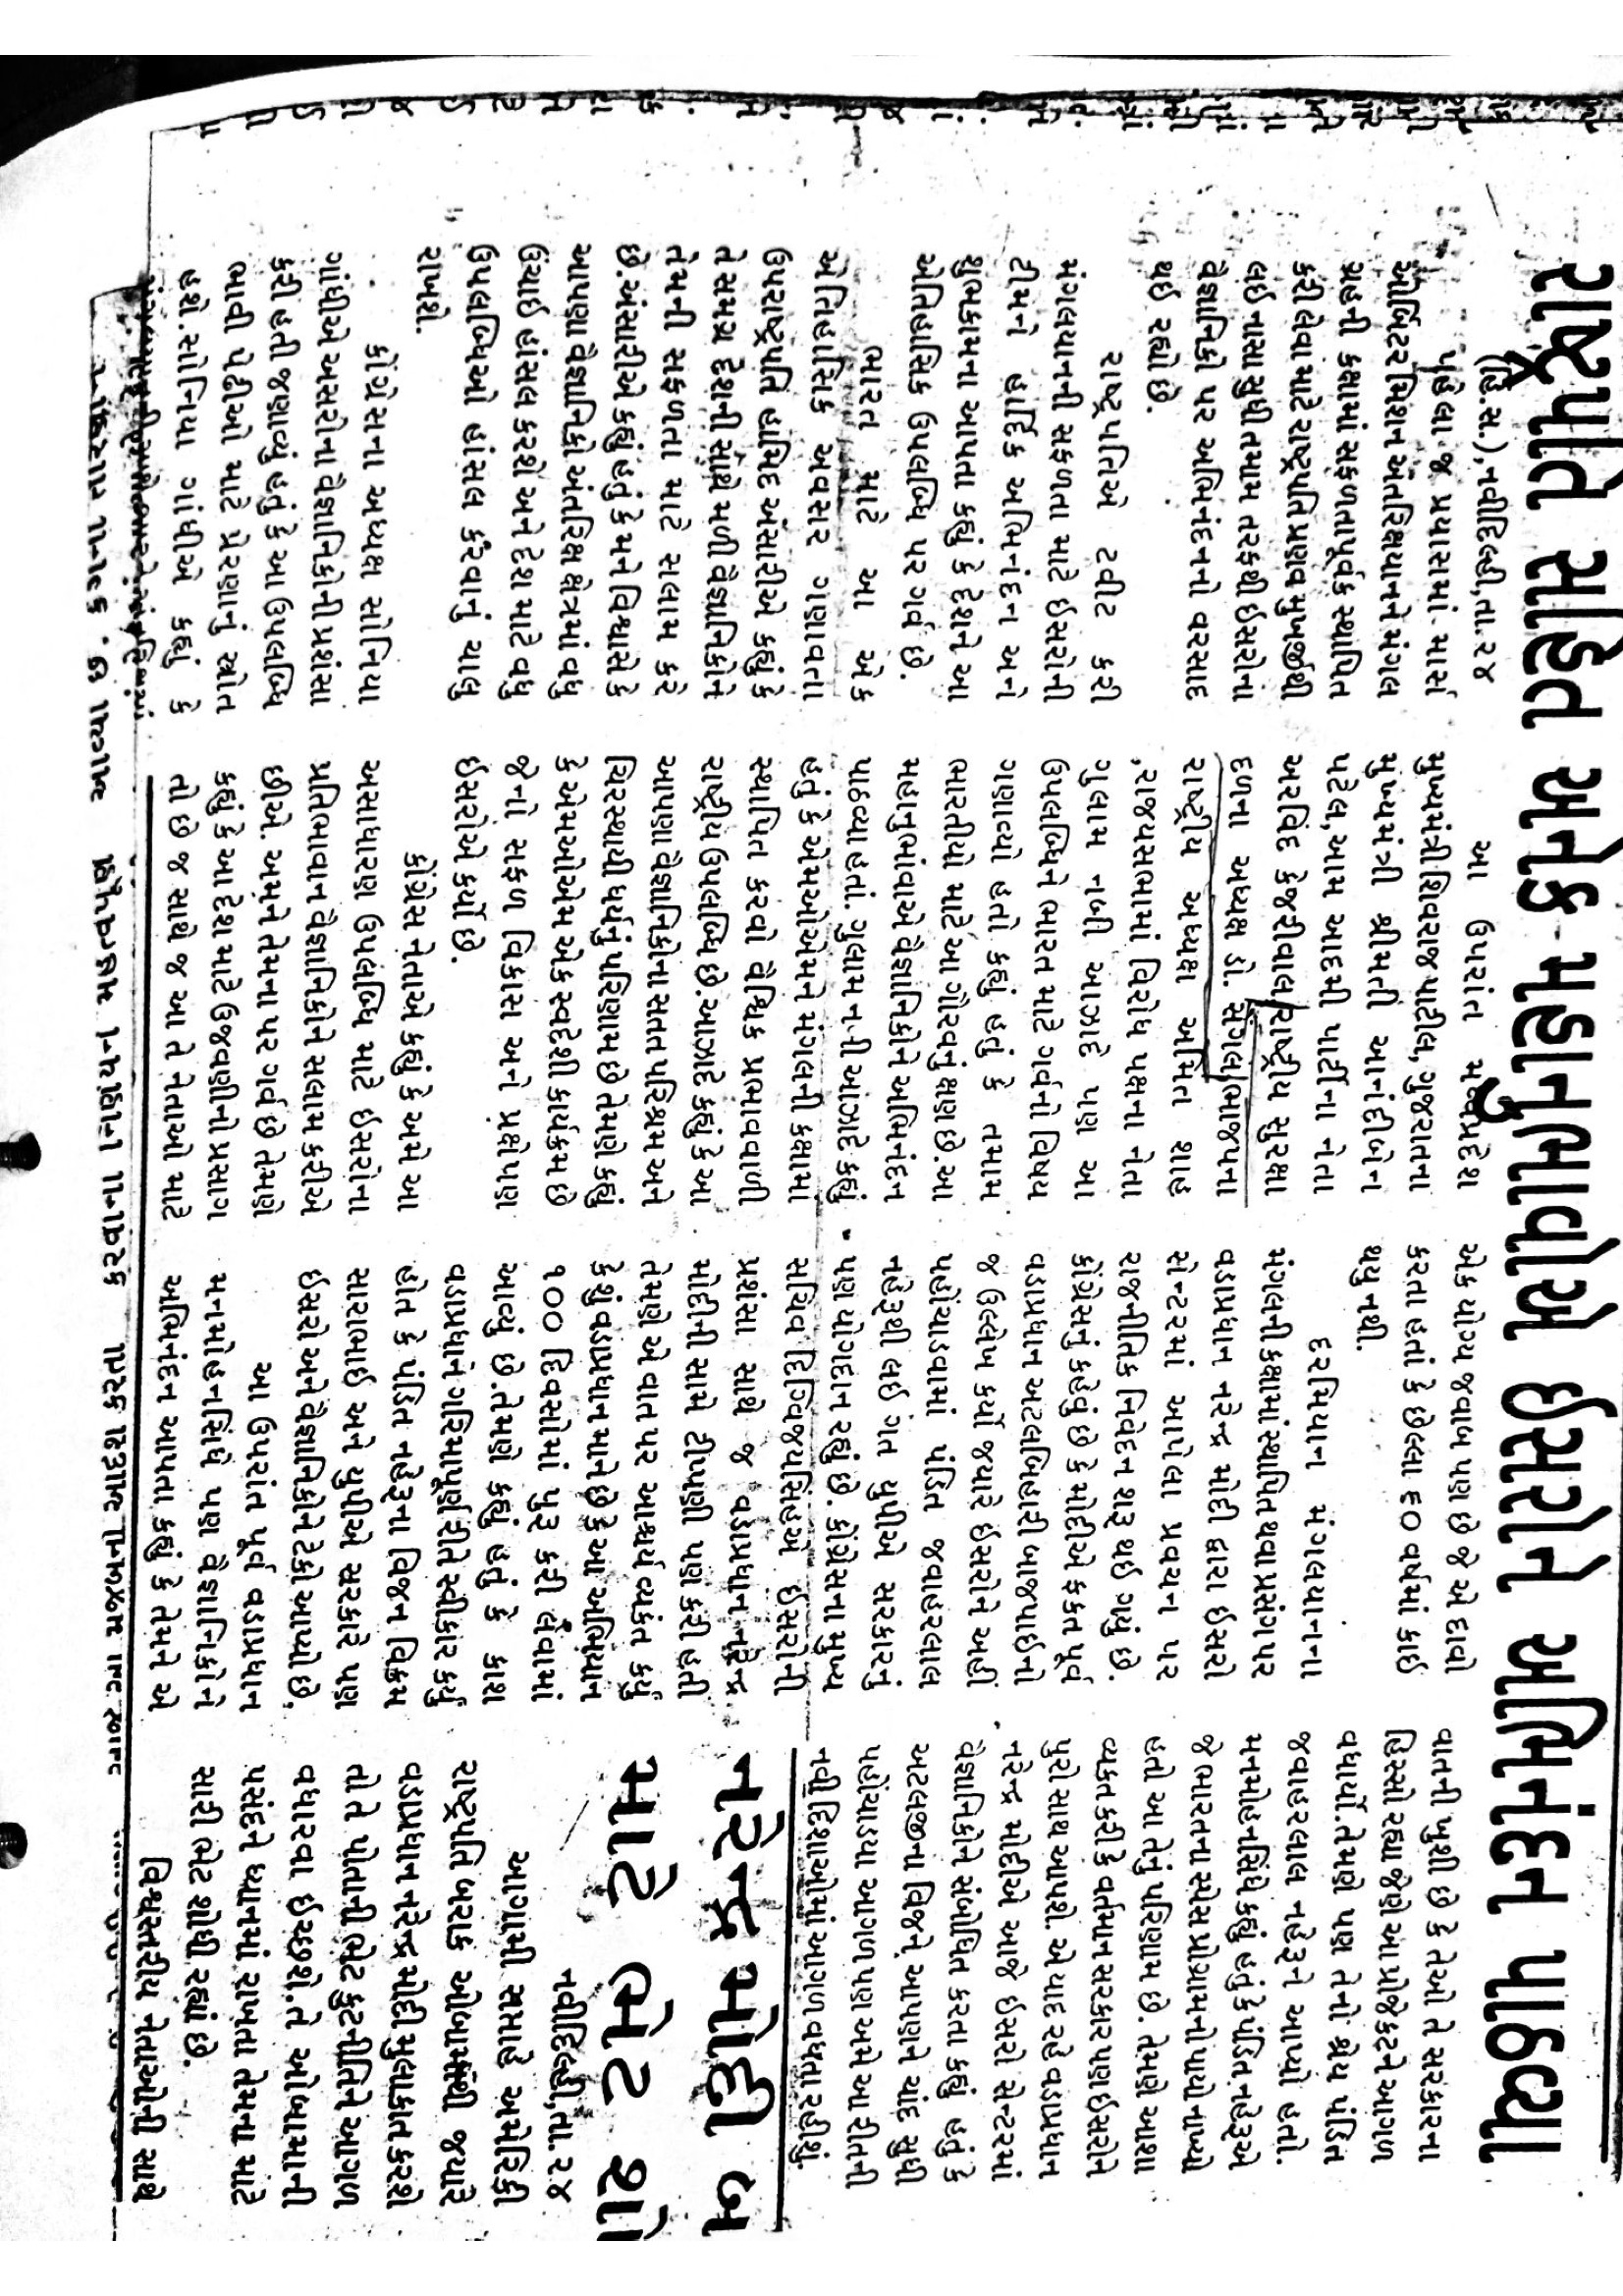 રાષ્ટ્રપતિ સહિત અનેક મહાનુભાવોએ ઇસરોને અભિનંદન પાઠવ્યા
(હિ.સ.),નવીદિલ્હી,તા.૨૪
પહેલા જ પ્રયાસમાં માર્સ
ઓર્બિટર મિશન અંતરિક્ષયાનને મંગલ
ગ્રહની કક્ષામાં સફળતાપૂર્વક સ્થાપિત
કરી લેવા માટે રાષ્ટ્રપતિ પ્રણવ મુખર્જીથી
લઇ નાસા સુધી તમામ તરફથી ઇસરોનાં
વૈજ્ઞાનિકો પર અભિનંદનનો વરસાદ
થઇ રહ્યો છે.
રાષ્ટ્રપતિએ ટવીટ કરી
મંગલયાનની સફળતા માટે ઇસરોની
ટીમને હાર્દિક અભિનંદન અને
શુભકામના આપતા કહ્યું કે દેશને આ
એતિહાસિક ઉપલબ્ધિ પર ગર્વ છે.
ભારત માટે આ એક
એતિહાસિક અવસર ગણાવતા
ઉપરાષ્ટ્રપતિ હામિદ અંસારીએ કહ્યું કે
તે સમગ્ર દેશની સાથે મળી વૈજ્ઞાનિકોને
તેમની સફળતા માટે સલામ કરે
છે.અંસારીએ કહ્યું હતું કે મને વિશ્વાસે કે
આપણા વૈજ્ઞાનિકો અંતરિક્ષ ક્ષેત્રમાં વધુ
ઉંચાઇ હાંસલ કરશે અને દેશ માટે વધુ
ઉપલબ્ધિઓ હાંસલ કરવાનું ચાલુ
રાખશે.
કોંગ્રેસના અધ્યક્ષ સોનિયા
ગાંધીએ અસરોના વૈજ્ઞાનિકોની પ્રશંસા
કરી હતી જણાવ્યું હતું કે આ ઉપલબ્ધિ
ભાવી પેઢીઓ માટે પ્રેરણાનું સ્ત્રોત
હશે.સોનિયા ગાંધીએ કહ્યું કે
આ ઉપરાંત મધ્યપ્રદેશ
મુખ્યમંત્રી શિવરાજ પાટીલ, ગુજરાતના
મુખ્યમંત્રી શ્રીમતી આનંદીબેન
પટેલ,આમ આદમી પાર્ટીના નેતા
અરવિંદ કેજરીવાલ,રાષ્ટ્રીય સુરક્ષા
દળના અધ્યક્ષ ડો. સેંગલ,ભાજપના
રાષ્ટ્રીય અધ્યક્ષ અમિત શાહ
,રાજયસભામાં વિરોધ પક્ષના નેતા
ગુલામ નબી આઝાદે પણ આ
ઉપલબ્ધિને ભારત માટે ગર્વનો વિષય
ગણાવ્યો હતો કહ્યું હતું કે તમામ
ભારતીયો માટે આ ગૌરવનું ક્ષણ છે.આ
મહાનુભાંવાએ વૈજ્ઞાનિકોને અભિનંદન
પાઠવ્યા હતાં. ગુલામ નબી આંઝાદે કહ્યું
હતું કે એમઓએમને મંગલની કક્ષામાં
સ્થાપિત કરવો વૈશ્વિક પ્રભાવવાળી
રાષ્ટ્રીય ઉપલબ્ધિ છે.આઝાદે કહ્યું કે આ
આપણા વૈજ્ઞાનિકોના સતત પરિશ્રમ અને
ચિરસ્થાયી ધર્યનું પરિણામ છે તેમણે કહ્યું
કે એમઓએમ એક સ્વદેશી કાર્યક્રમ છે
જેનો સફળ વિકાસ અને પ્રક્ષેપણ
ઇસરોએ કર્યો છે.
કોંગ્રેસ નેતાએ કહ્યું કે અમે આ
અસાધારણ ઉપલબ્ધિ માટે ઇસરોના
પ્રતિભાવાન વૈજ્ઞાનિકોને સલામ કરીએ
છીએ. અમને તેમના પર ગર્વ છે તેમણે
કહ્યું કે આ દેશ માટે ઉજવણીનો પ્રસાગ
તો છે જ સાથે જ આ તે નેતાઓ માટે
એક યોગ્ય જવાબ પણ છે જે એ દાવો
કરતા હતાં કે છેલ્લા ૬૦ વર્ષમાં કાઇ
થયુ નથી.
દરમિયાન મંગલયાનના
મંગલની કક્ષામાં સ્થાપિત થવા પ્રસંગ પર
વડાપ્રધાન નરેન્દ્ર મોદી દ્વારા ઇસરો
સેન્ટરમાં આપેલા પ્રવચન પર
રાજનીતિક નિવેદન શરૂ થઇ ગયું છે.
કોંગ્રેસનું કહેવું છે કે મોદીએ ફકત પૂર્વ
વડાપ્રધાન અટલબિહારી બાજપાઇનો
જ ઉલ્લેખ કર્યો જયારે ઇસરોને અહીં
પહોંચાડવામાં પંડિત જવાહરલાલ
નહેરૂથી લઇ ગત યુપીએ સરકારનું
પણ યોગદાન રહ્યું છે. કોંગ્રેસના મુખ્ય
સચિવ દિગ્વિજયસિંહએ ઇસરોની
પ્રશંસા સાથે જ વડાપ્રધાન નરેન્દ્ર
મોદીની સામે ટીપ્પણી પણ કરી હતી
તેમણે એ વાત પર આશ્ચર્ય વ્યકંત કર્યું
કે શું વડાપ્રધાન માને છે કે આ અભિયાન
૧૦૦ દિવસોમાં પુરૂ કરી લેવામાં
આવ્યું છે.તેમણે કહ્યું હતું કે કાશ
વડાપ્રધાને ગરિમાપૂર્ણ રીતે સ્વીકાર કર્યું
હોત કે પંડિત નહેરૂના વિજન વિક્રમ
સારાભાઇ અને યુપીએ સરકારે પણ
ઇસરો અને વૈજ્ઞાનિકોને ટેકો આપ્યો છે,
આ ઉપરાંત પૂર્વ વડાપ્રધાન
મનમોહનસિંધે પણ વૈજ્ઞાનિકોને
અભિનંદન આપતા કહ્યું કે તેમને એ
વાતની ખુશી છે કે તેઓ તે સરકારના
હિસ્સો રહ્યા જેણે આ પ્રોજેકટને આગળ
વધાર્યો.તેમણે પણ તેનો શ્રેય પંડિત
જવાહરલાલ નહેરૂને આપ્યો હતો.
મનમોહનસિંધે કહ્યું હતું કે પંડિત નહેરૂએ
જે ભારતના સ્પેસ પ્રોગ્રામનો પાયો નાખ્યો
હતો આ તેનું પરિણામ છે. તેમણે આશા
વ્યકત કરી કે વર્તમાન સરકાર પણ ઇસરોને
પુરો સાથ આપશે. એ યાદ રહે વડાપ્રધાન
નરેન્દ્ર મોદીએ આજે ઇસરો સેન્ટરમાં
વૈજ્ઞાનિકોને સંબોધિત કરતા કહ્યું હતું કે
અટલજીના વિજને આપણને ચાંદ સુધી
પહોંચાડયા આગળ પણ અમે આ રીતની
નવી દિશાઓમાં આગળ વધતા રહીશું.
નરેન્દ્ર મોદી બ
માટે ભેટ શો
નવીદિલ્હી,તા.૨૪
આગામી સપ્તાહે અમેરિકી
રાષ્ટ્રપતિ બરાક ઓબામાથી જયારે
વડાપ્રધાન નરેન્દ્ર મોદી મુલાકાત કરશે
તો તે પોતાની ભેટ કુટનીતિને આગળ
વધારવા ઇચ્છશે.તે ઓબામાની
પસંદને ધ્યાનમાં રાખતા તેમના માટે
સારી ભેટ શોધી રહ્યાં છે.
વિશ્વસ્તરીય નેતાઓની સાથે